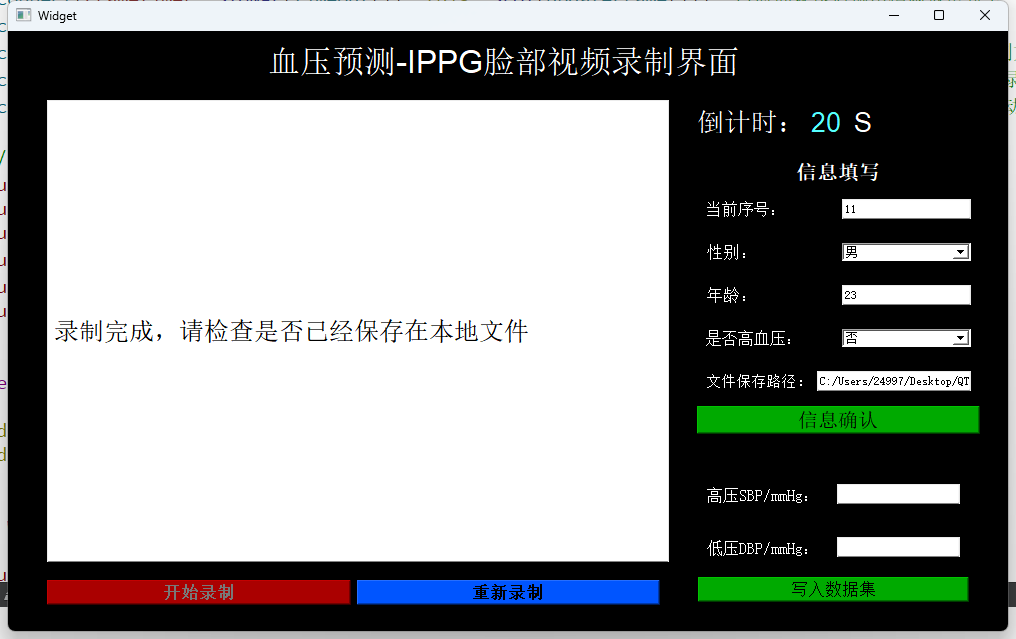 Widget
血压预测-IPPG脸部视频录制界面
录制完成，请检查是否已经保存在本地文件
开始录制
重新录制
倒计时： 20 S
信息填写
当前序号： 11
性别： 男
年龄： 23
是否高血压： 否
文件保存路径： C:/Users/24997/Desktop/QT
信息确认
高压SBP/mmHg：
低压DBP/mmHg：
写入数据集